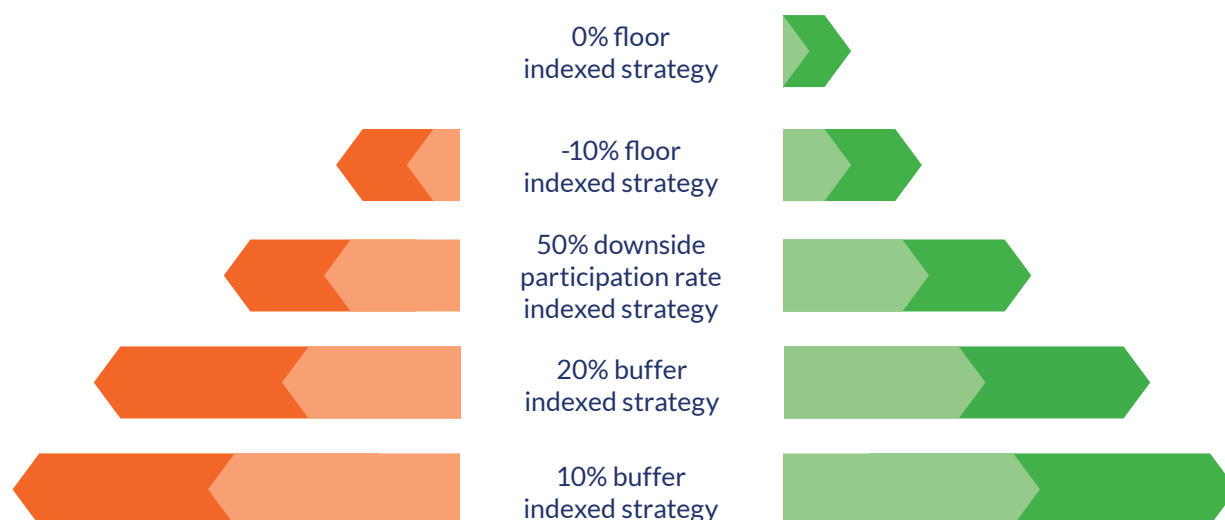 0% floor
indexed strategy
-10% floor
indexed strategy
50% downside
participation rate
indexed strategy
20% buffer
indexed strategy
10% buffer
indexed strategy